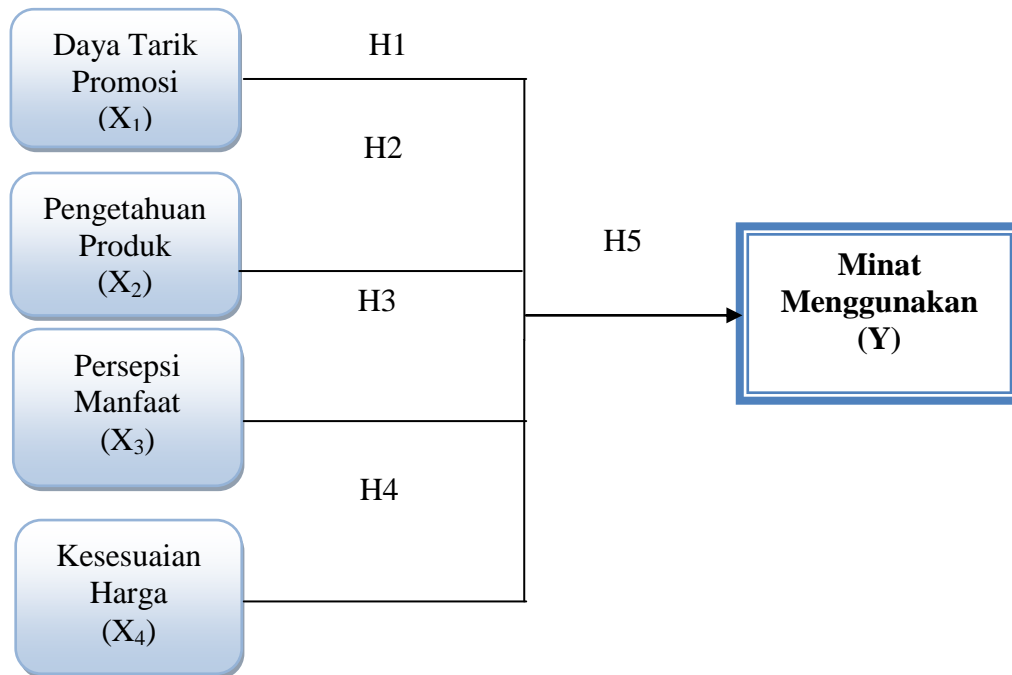 Daya Tarik
Promosi
(X₁)
H1
H2
Pengetahuan
Produk
(X₂)
H3
Persepsi
Manfaat
(X₃)
H4
Kesesuaian
Harga
(X₄)
H5
Minat
Menggunakan
(Y)